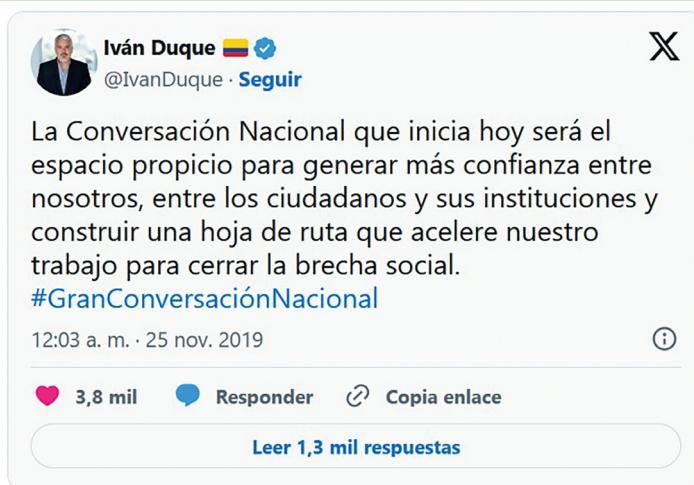 Iván Duque
@IvanDuque · Seguir
La Conversación Nacional que inicia hoy será el
espacio propicio para generar más confianza entre
nosotros, entre los ciudadanos y sus instituciones y
construir una hoja de ruta que acelere nuestro
trabajo para cerrar la brecha social.
#GranConversaciónNacional
12:03 a. m. · 25 nov. 2019
3,8 mil Responder Copia enlace
Leer 1,3 mil respuestas